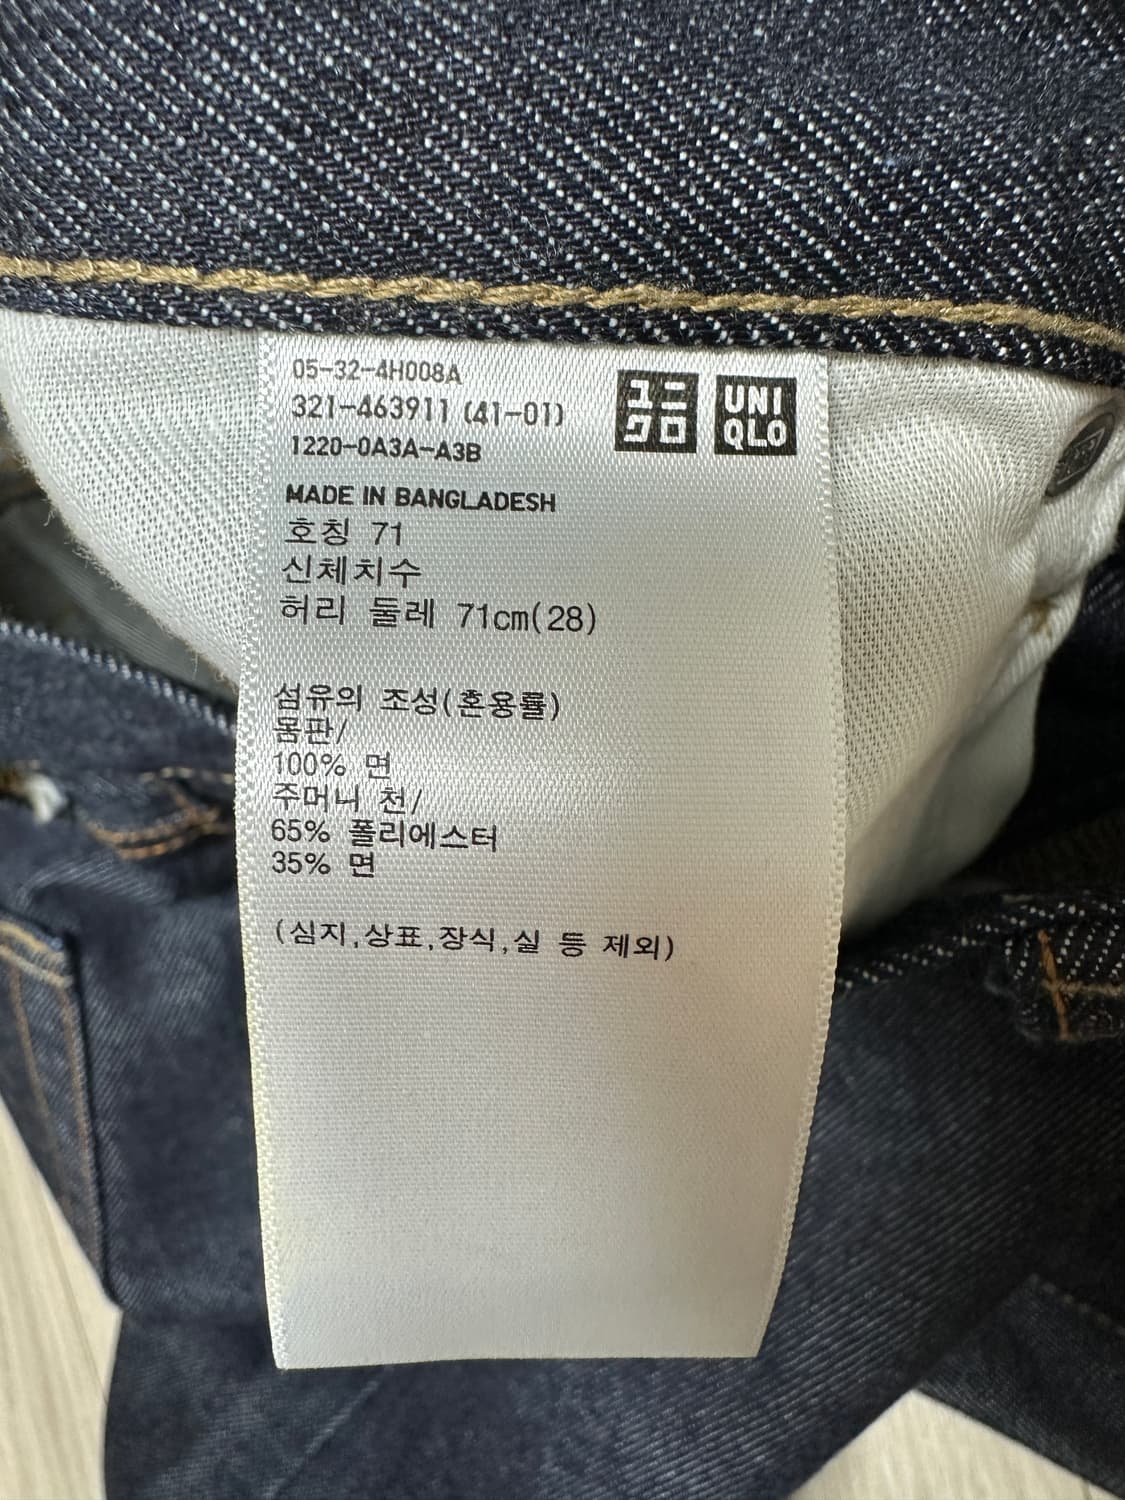 05-32-4H008A
321-463911 (41-01)
1220-0A3A-A3B
ユニ
クロ
UNI
QLO
MADE IN BANGLADESH
호칭 71
신체치수
허리 둘레 71cm(28)
섬유의 조성(혼용률)
몸판/
100% 면
주머니 천/
65% 폴리에스터
35% 면
(심지,상표,장식,실 등 제외)